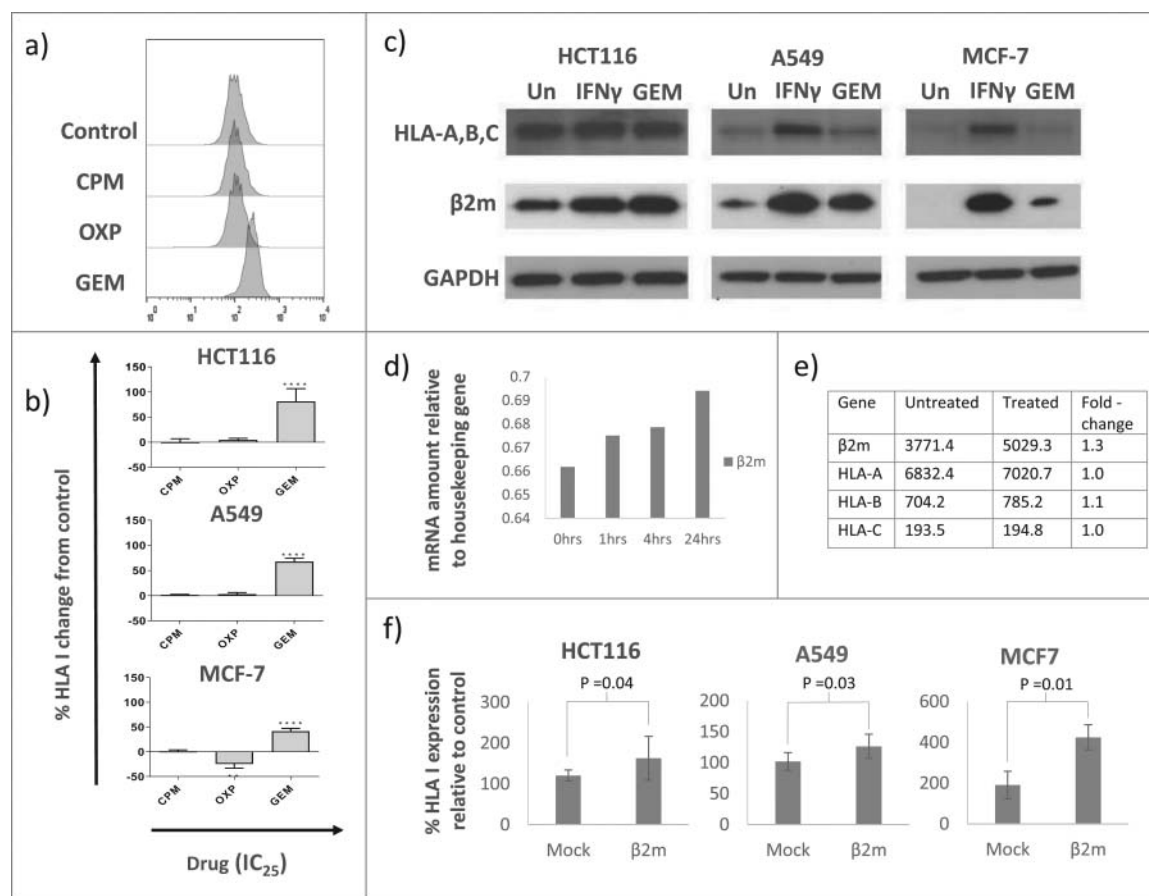 a)
Control
CPM
OXP
GEM
10⁰ 10¹ 10² 10³ 10⁴
c)
HCT116 A549 MCF-7
Un IFNγ GEM Un IFNγ GEM Un IFNγ GEM
HLA-A,B,C
β2m
GAPDH
b)
% HLA I change from control
HCT116
150
100
50
0
-50
****
CPM OXP GEM
A549
150
100
50
0
-50
****
CPM OXP GEM
MCF-7
150
100
50
0
-50
****
**
CPM OXP GEM
Drug (IC₂₅)
d)
mRNA amount relative
to housekeeping gene
0.7
0.69
0.68
0.67
0.66
0.65
0.64
0hrs 1hrs 4hrs 24hrs
β2m
e)
Gene Untreated Treated Fold -
change
β2m 3771.4 5029.3 1.3
HLA-A 6832.4 7020.7 1.0
HLA-B 704.2 785.2 1.1
HLA-C 193.5 194.8 1.0
f)
% HLA I expression
relative to control
HCT116
P =0.04
300
200
100
0
Mock β2m
A549
P =0.03
200
150
100
50
0
Mock β2m
MCF7
P =0.01
600
400
200
0
Mock β2m